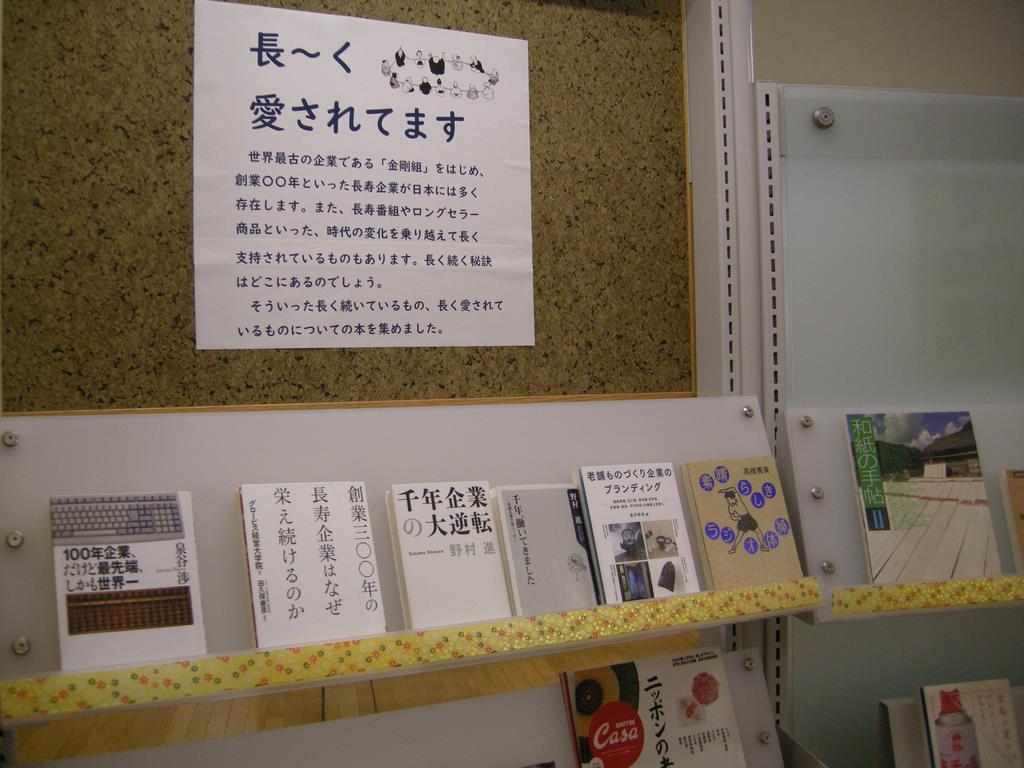 長〜く
愛されてます
世界最古の企業である「金剛組」をはじめ、
創業〇〇年といった長寿企業が日本には多く
存在します。また、長寿番組やロングセラー
商品といった、時代の変化を乗り越えて長く
支持されているものもあります。長く続く秘訣
はどこにあるのでしょう。
そういった長く続いているもの、長く愛されて
いるものについての本を集めました。
100年企業、
だけど最先端、
しかも世界一
泉谷 渉
創業三〇〇年の
長寿企業はなぜ
栄え続けるのか
グロービス経営大学院
田久保善彦
千年企業
の大逆転
Susumu Nomura
野村 進
千年、働いてきました
野村 進
老舗ものづくり企業の
ブランディング
高橋秀実
素晴らしき
ラジオ体操
和紙の手帖
II
Casa
ニッポンの